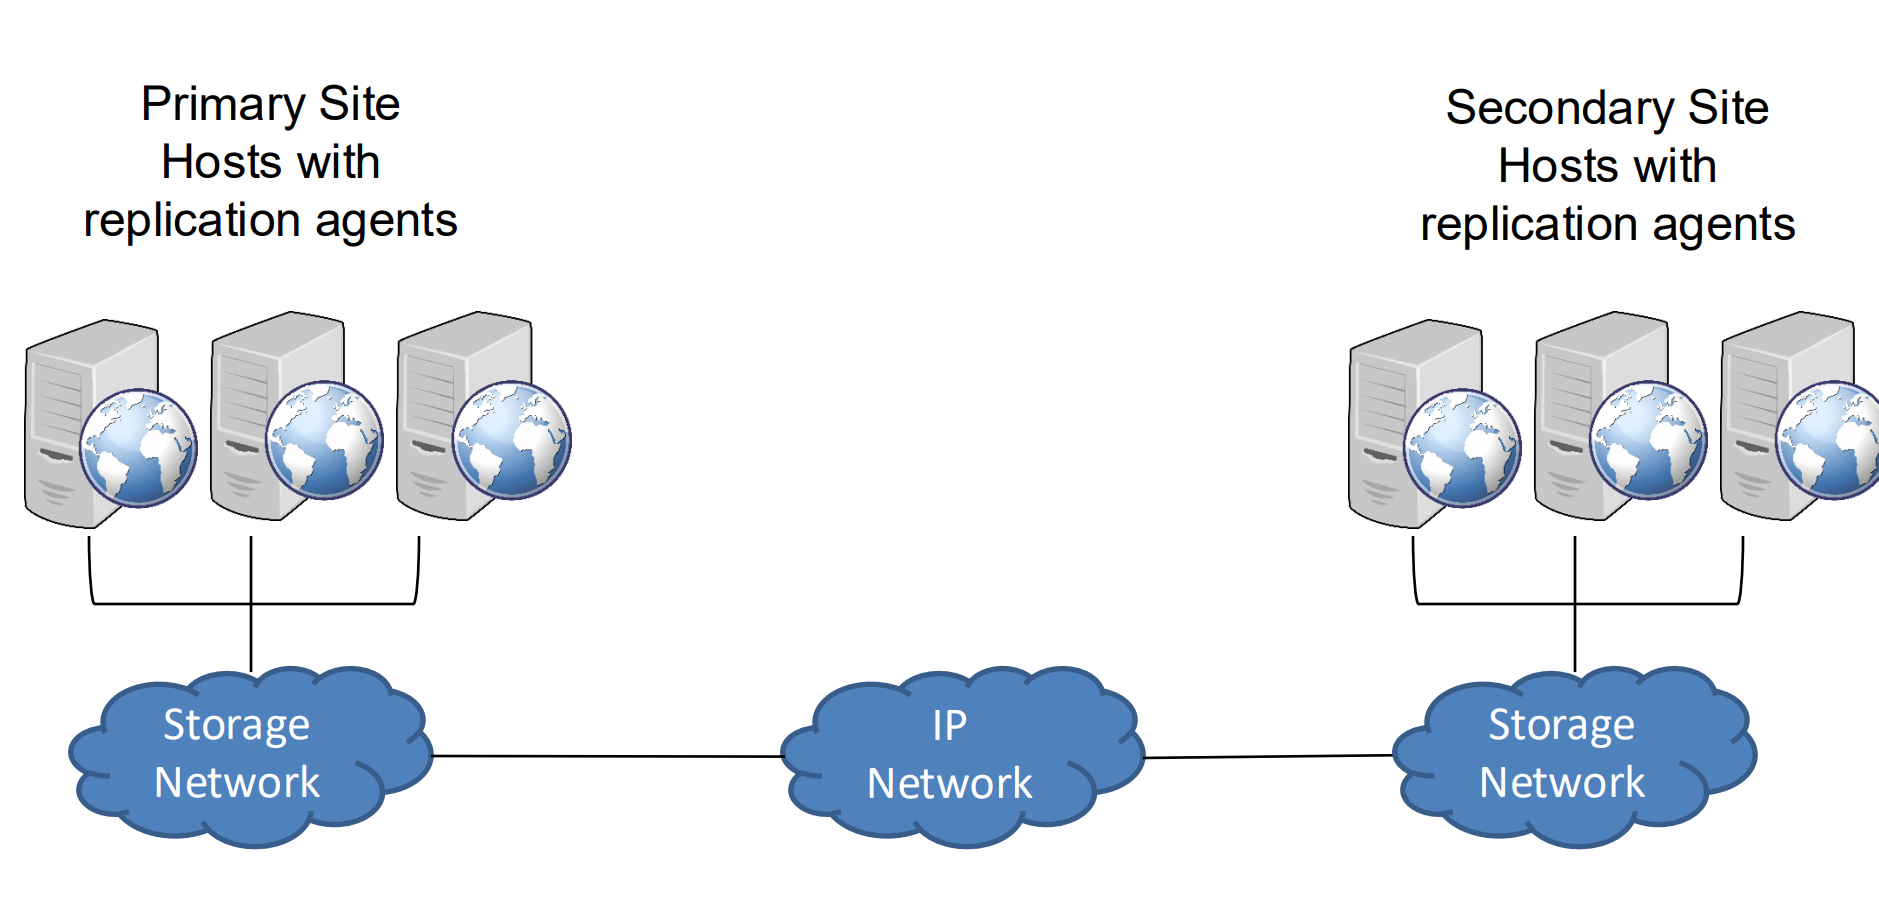 Primary Site
Hosts with
replication agents
Secondary Site
Hosts with
replication agents
Storage
Network
IP
Network
Storage
Network